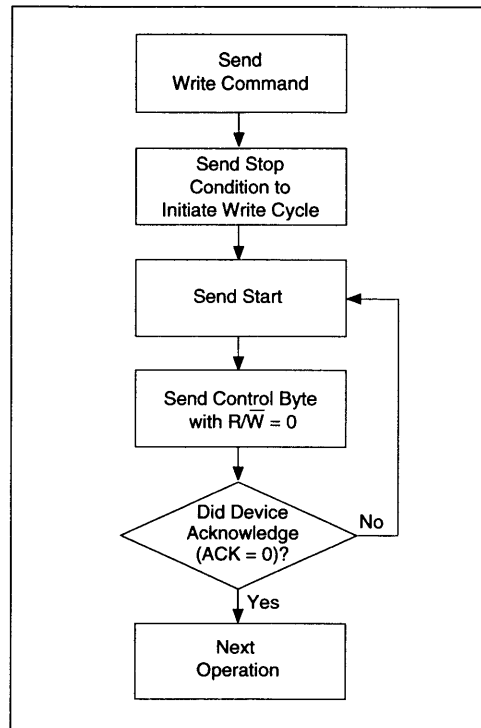 Send
Write Command
Send Stop
Condition to
Initiate Write Cycle
Send Start
Send Control Byte
with R/W̅ = 0
Did Device
Acknowledge
(ACK = 0)?
No
Yes
Next
Operation